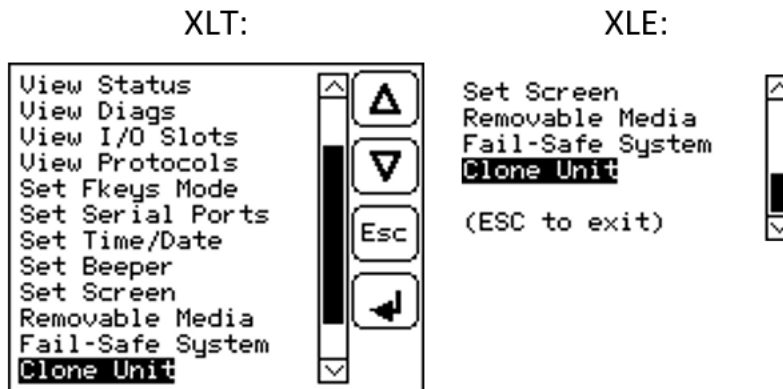 XLT:
View Status
View Diags
View I/O Slots
View Protocols
Set Fkeys Mode
Set Serial Ports
Set Time/Date
Set Beeper
Set Screen
Removable Media
Fail-Safe System
Clone Unit
Esc
XLE:
Set Screen
Removable Media
Fail-Safe System
Clone Unit
(ESC to exit)